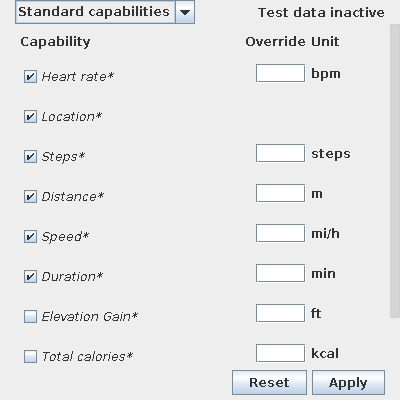 Standard capabilities Test data inactive
Capability Override Unit
Heart rate* bpm
Location*
Steps* steps
Distance* m
Speed* mi/h
Duration* min
Elevation Gain* ft
Total calories* kcal
Reset Apply